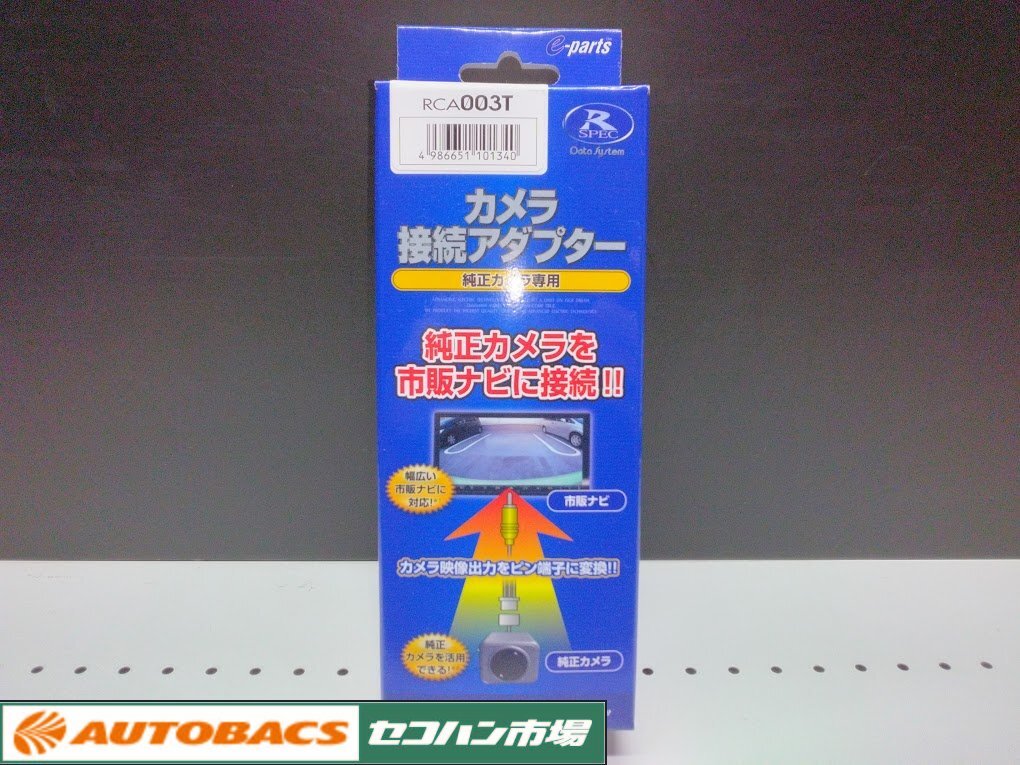 e-parts
RCA003T
4 986651 101340
R
SPEC
Data System
カメラ
接続アダプター
純正カメラ専用
純正カメラを
市販ナビに接続!!
幅広い
市販ナビに
対応!
市販ナビ
カメラ映像出力をピン端子に変換!!
純正
カメラを活用
できる!
純正カメラ
AUTOBACS セコハン市場